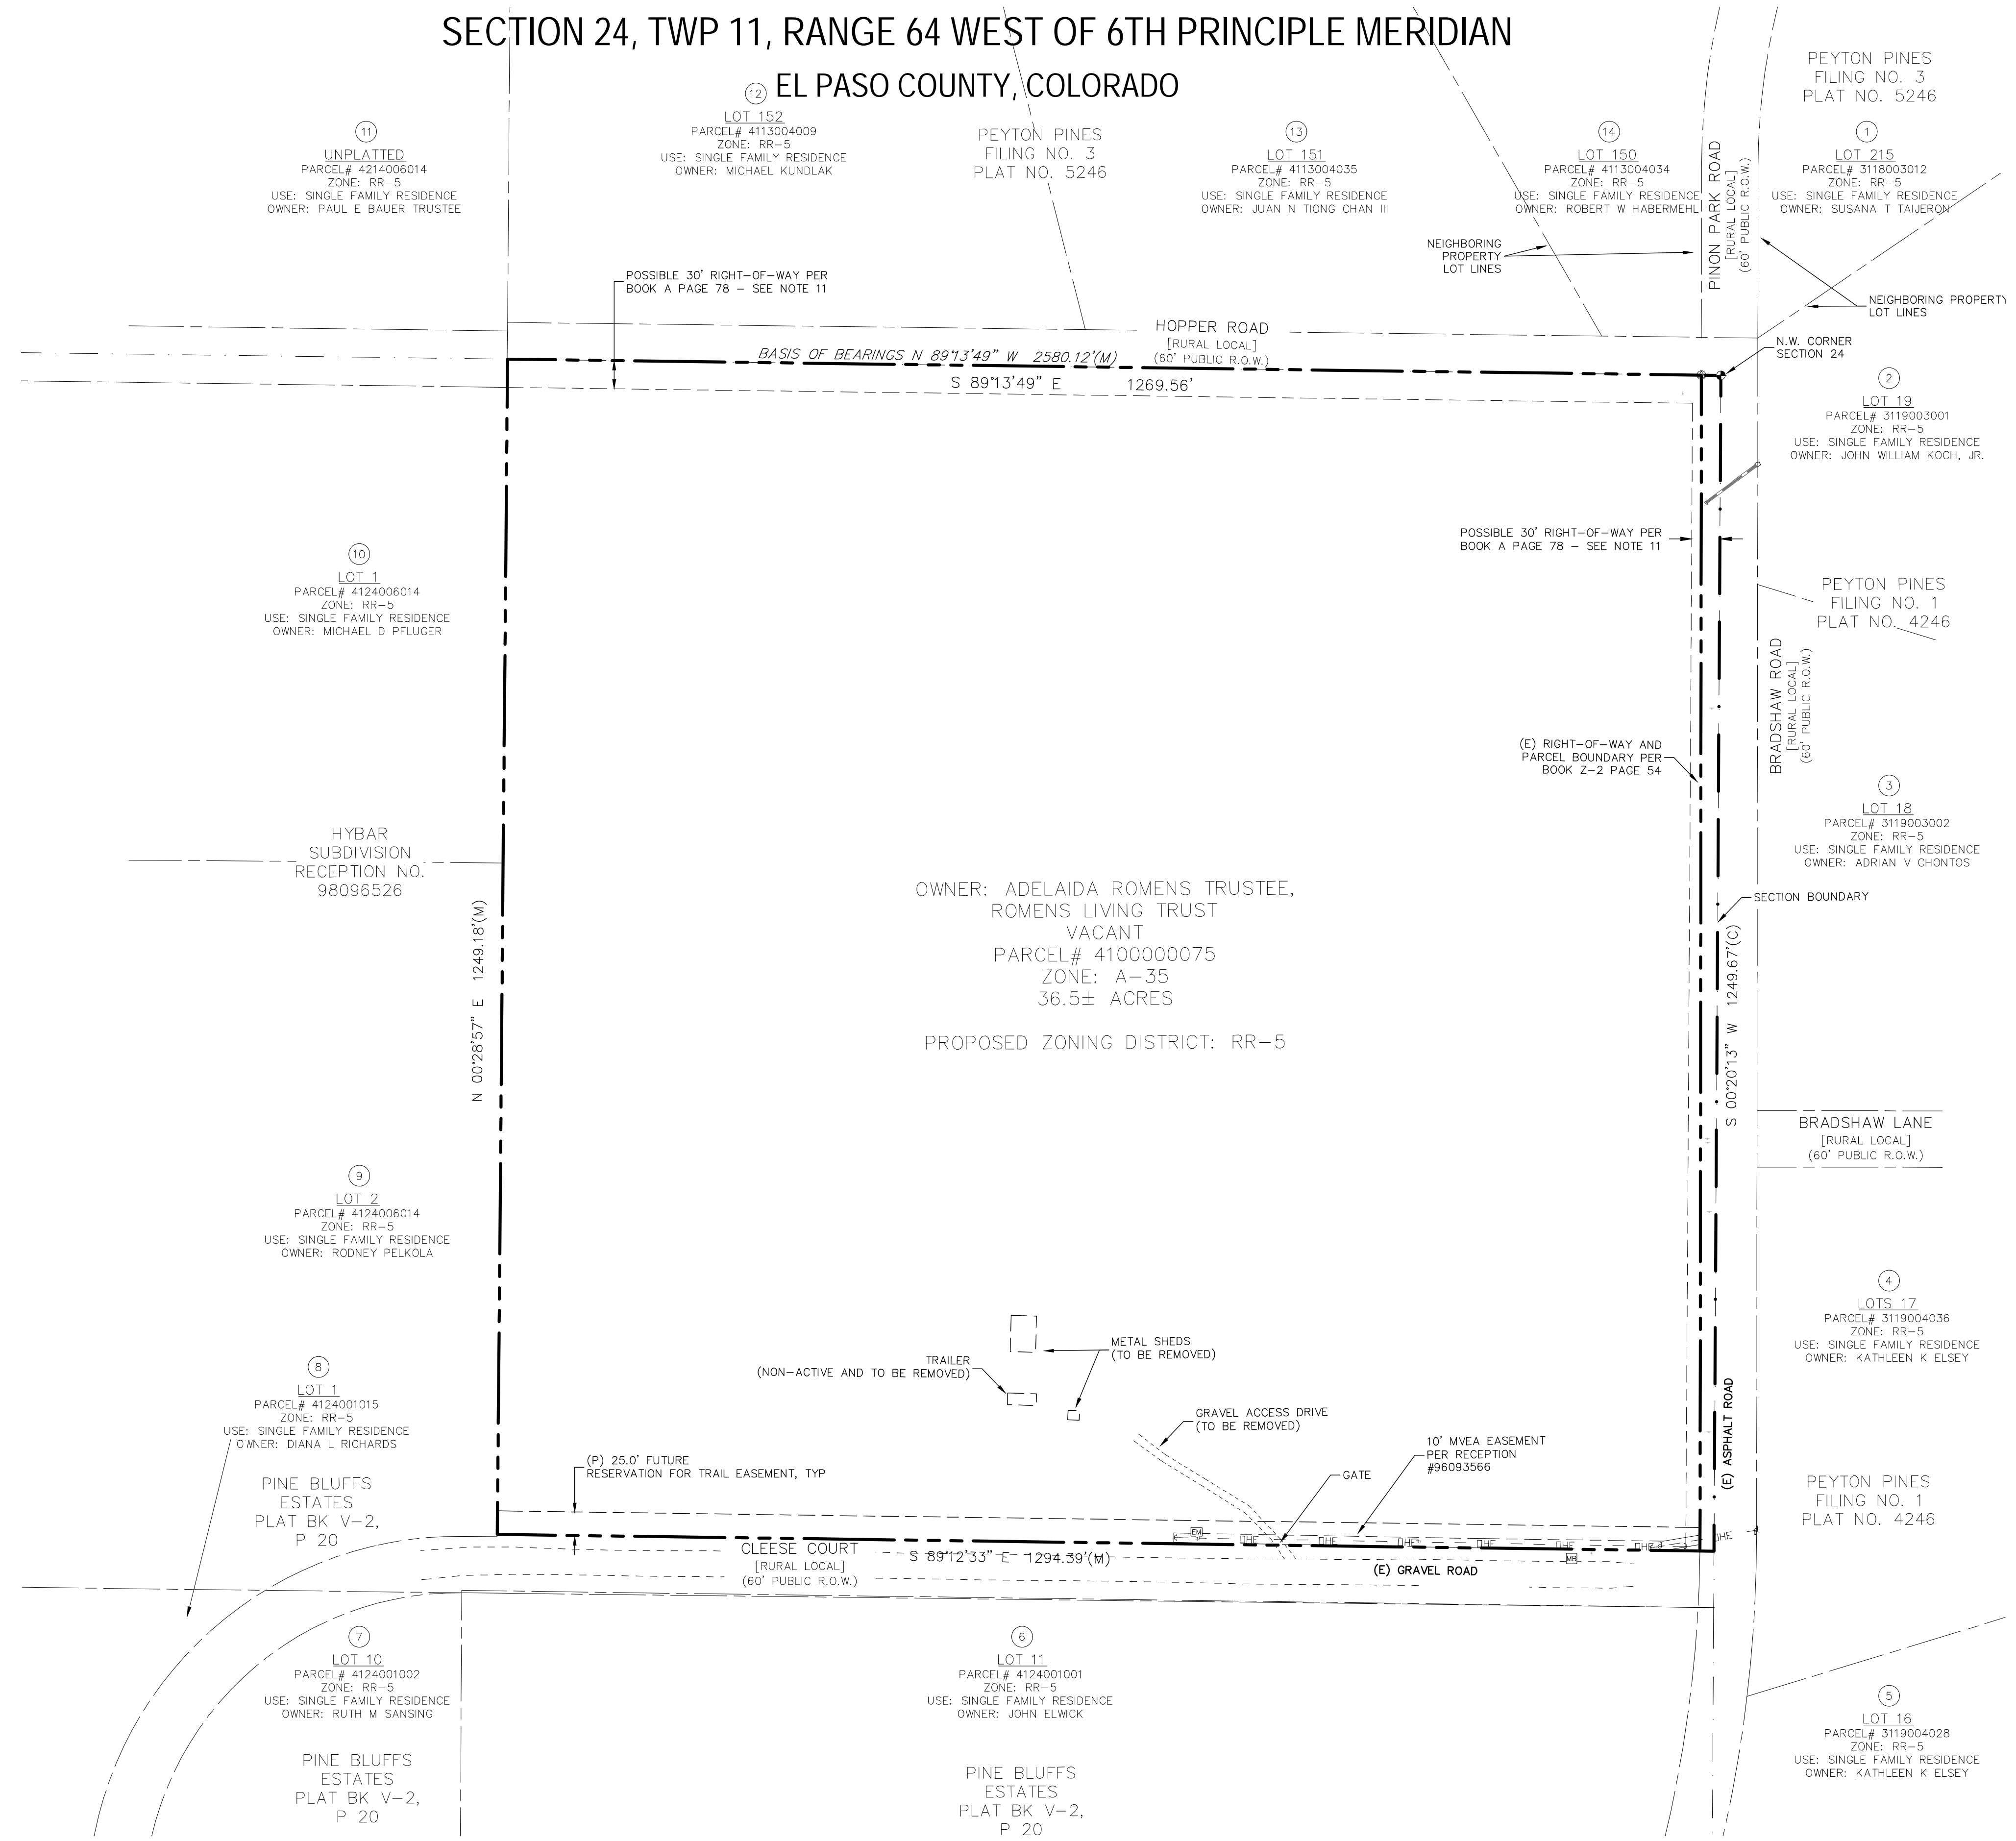 SECTION 24, TWP 11, RANGE 64 WEST OF 6TH PRINCIPLE MERIDIAN
EL PASO COUNTY, COLORADO
11
UNPLATTED
PARCEL# 4214006014
ZONE: RR-5
USE: SINGLE FAMILY RESIDENCE
OWNER: PAUL E BAUER TRUSTEE
12
LOT 152
PARCEL# 4113004009
ZONE: RR-5
USE: SINGLE FAMILY RESIDENCE
OWNER: MICHAEL KUNDLAK
PEYTON PINES
FILING NO. 3
PLAT NO. 5246
13
LOT 151
PARCEL# 4113004035
ZONE: RR-5
USE: SINGLE FAMILY RESIDENCE
OWNER: JUAN N TIONG CHAN III
14
LOT 150
PARCEL# 4113004034
ZONE: RR-5
USE: SINGLE FAMILY RESIDENCE
OWNER: ROBERT W HABERMEHL
PINON PARK ROAD
[RURAL LOCAL]
(60' PUBLIC R.O.W.)
PEYTON PINES
FILING NO. 3
PLAT NO. 5246
1
LOT 215
PARCEL# 3118003012
ZONE: RR-5
USE: SINGLE FAMILY RESIDENCE
OWNER: SUSANA T TAIJERON
NEIGHBORING
PROPERTY
LOT LINES
NEIGHBORING PROPERTY
LOT LINES
POSSIBLE 30' RIGHT-OF-WAY PER
BOOK A PAGE 78 - SEE NOTE 11
HOPPER ROAD
[RURAL LOCAL]
(60' PUBLIC R.O.W.)
BASIS OF BEARINGS N 89°13'49" W 2580.12'(M)
S 89°13'49" E 1269.56'
N.W. CORNER
SECTION 24
2
LOT 19
PARCEL# 3119003001
ZONE: RR-5
USE: SINGLE FAMILY RESIDENCE
OWNER: JOHN WILLIAM KOCH, JR.
POSSIBLE 30' RIGHT-OF-WAY PER
BOOK A PAGE 78 - SEE NOTE 11
10
LOT 1
PARCEL# 4124006014
ZONE: RR-5
USE: SINGLE FAMILY RESIDENCE
OWNER: MICHAEL D PFLUGER
PEYTON PINES
FILING NO. 1
PLAT NO. 4246
BRADSHAW ROAD
[RURAL LOCAL]
(60' PUBLIC R.O.W.)
(E) RIGHT-OF-WAY AND
PARCEL BOUNDARY PER
BOOK Z-2 PAGE 54
3
LOT 18
PARCEL# 3119003002
ZONE: RR-5
USE: SINGLE FAMILY RESIDENCE
OWNER: ADRIAN V CHONTOS
HYBAR
SUBDIVISION
RECEPTION NO.
98096526
N 00°28'57" E 1249.18'(M)
OWNER: ADELAIDA ROMENS TRUSTEE,
ROMENS LIVING TRUST
VACANT
PARCEL# 4100000075
ZONE: A-35
36.5± ACRES
PROPOSED ZONING DISTRICT: RR-5
SECTION BOUNDARY
S 00°20'13" W 1249.67'(C)
BRADSHAW LANE
[RURAL LOCAL]
(60' PUBLIC R.O.W.)
9
LOT 2
PARCEL# 4124006014
ZONE: RR-5
USE: SINGLE FAMILY RESIDENCE
OWNER: RODNEY PELKOLA
4
LOTS 17
PARCEL# 3119004036
ZONE: RR-5
USE: SINGLE FAMILY RESIDENCE
OWNER: KATHLEEN K ELSEY
METAL SHEDS
(TO BE REMOVED)
TRAILER
(NON-ACTIVE AND TO BE REMOVED)
8
LOT 1
PARCEL# 4124001015
ZONE: RR-5
USE: SINGLE FAMILY RESIDENCE
OWNER: DIANA L RICHARDS
GRAVEL ACCESS DRIVE
(TO BE REMOVED)
10' MVEA EASEMENT
PER RECEPTION
#96093566
(E) ASPHALT ROAD
(P) 25.0' FUTURE
RESERVATION FOR TRAIL EASEMENT, TYP
GATE
PINE BLUFFS
ESTATES
PLAT BK V-2,
P 20
PEYTON PINES
FILING NO. 1
PLAT NO. 4246
EM
OHE
OHE
OHE
OHE
OHE
OHE
OHE
MB
CLEESE COURT
[RURAL LOCAL]
(60' PUBLIC R.O.W.)
S 89°12'33" E 1294.39'(M)
(E) GRAVEL ROAD
7
LOT 10
PARCEL# 4124001002
ZONE: RR-5
USE: SINGLE FAMILY RESIDENCE
OWNER: RUTH M SANSING
6
LOT 11
PARCEL# 4124001001
ZONE: RR-5
USE: SINGLE FAMILY RESIDENCE
OWNER: JOHN ELWICK
5
LOT 16
PARCEL# 3119004028
ZONE: RR-5
USE: SINGLE FAMILY RESIDENCE
OWNER: KATHLEEN K ELSEY
PINE BLUFFS
ESTATES
PLAT BK V-2,
P 20
PINE BLUFFS
ESTATES
PLAT BK V-2,
P 20